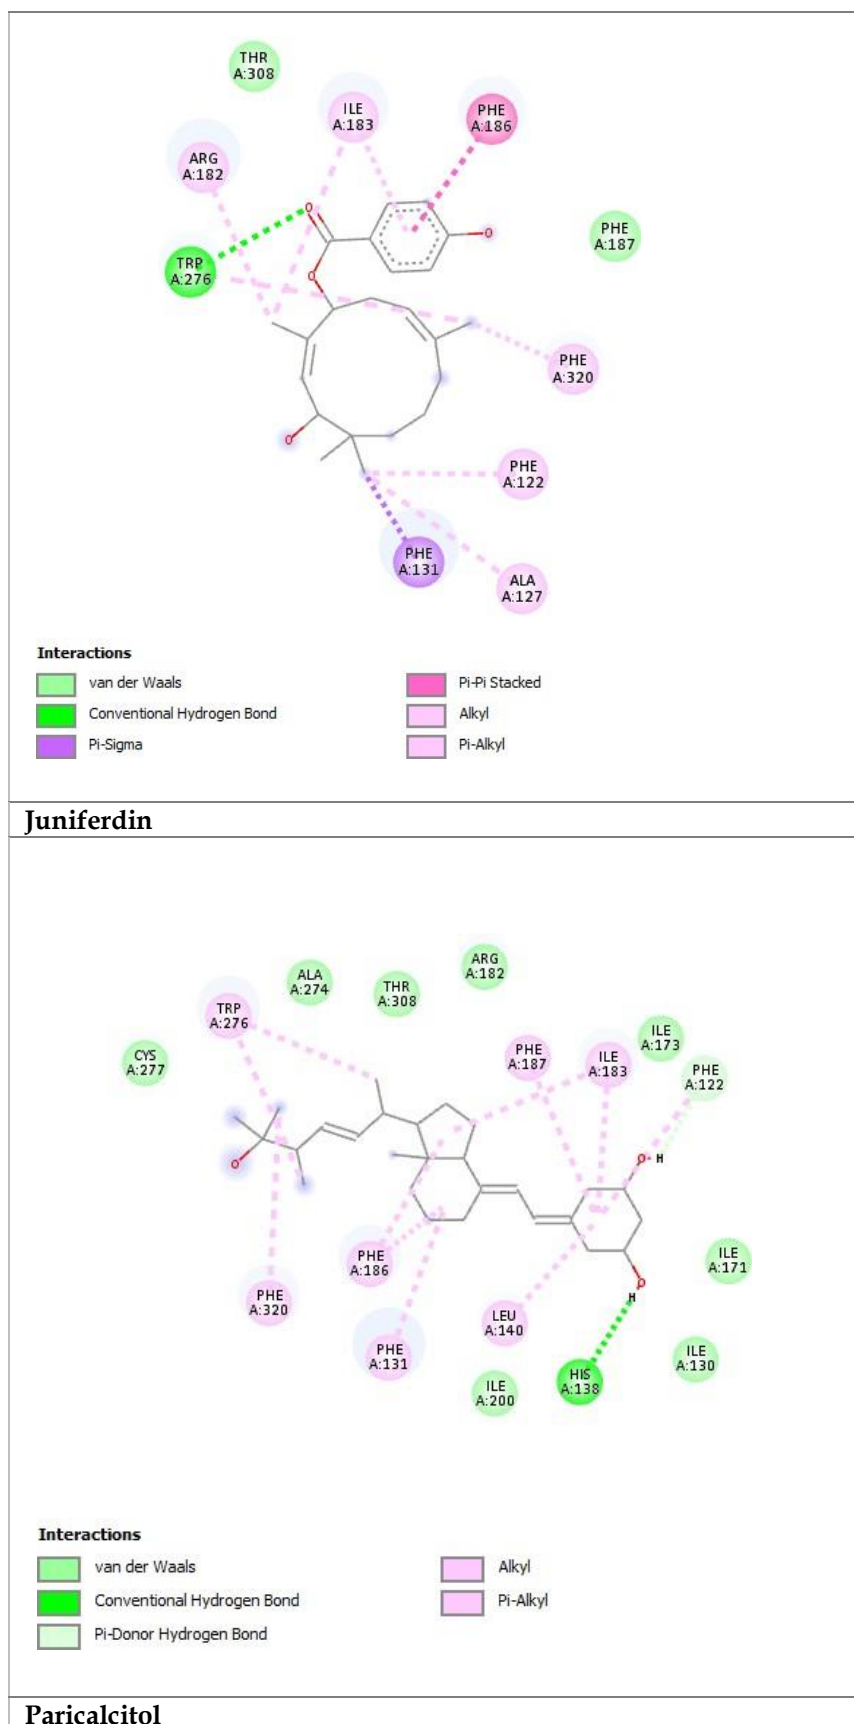 THR
A:308
ILE
A:183
PHE
A:186
ARG
A:182
PHE
A:187
O
O
TRP
A:276
O
PHE
A:320
O
PHE
A:122
PHE
A:131
ALA
A:127
Interactions
van der Waals
Conventional Hydrogen Bond
Pi-Sigma
Pi-Pi Stacked
Alkyl
Pi-Alkyl
Juniferdin
ALA
A:274
THR
A:308
ARG
A:182
TRP
A:276
CYS
A:277
PHE
A:187
ILE
A:183
ILE
A:173
PHE
A:122
O
O H
PHE
A:186
ILE
A:171
PHE
A:320
O
H
LEU
A:140
PHE
A:131
ILE
A:130
ILE
A:200
HIS
A:138
Interactions
van der Waals
Conventional Hydrogen Bond
Pi-Donor Hydrogen Bond
Alkyl
Pi-Alkyl
Paricalcitol